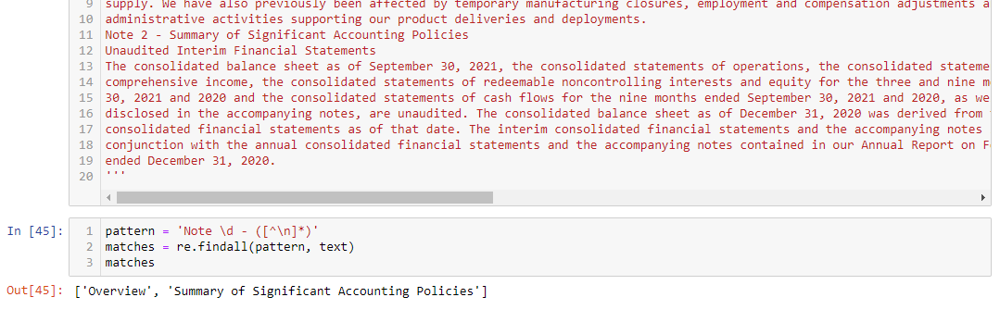 9 supply. We have also previously been affected by temporary manufacturing closures, employment and compensation adjustments a
10 administrative activities supporting our product deliveries and deployments.
11 Note 2 - Summary of Significant Accounting Policies
12 Unaudited Interim Financial Statements
13 The consolidated balance sheet as of September 30, 2021, the consolidated statements of operations, the consolidated stateme
14 comprehensive income, the consolidated statements of redeemable noncontrolling interests and equity for the three and nine m
15 30, 2021 and 2020 and the consolidated statements of cash flows for the nine months ended September 30, 2021 and 2020, as we
16 disclosed in the accompanying notes, are unaudited. The consolidated balance sheet as of December 31, 2020 was derived from
17 consolidated financial statements as of that date. The interim consolidated financial statements and the accompanying notes
18 conjunction with the annual consolidated financial statements and the accompanying notes contained in our Annual Report on F
19 ended December 31, 2020.
20 '''
In [45]: 1 pattern = 'Note \d - ([^\n]*)'
2 matches = re.findall(pattern, text)
3 matches
Out[45]: ['Overview', 'Summary of Significant Accounting Policies']